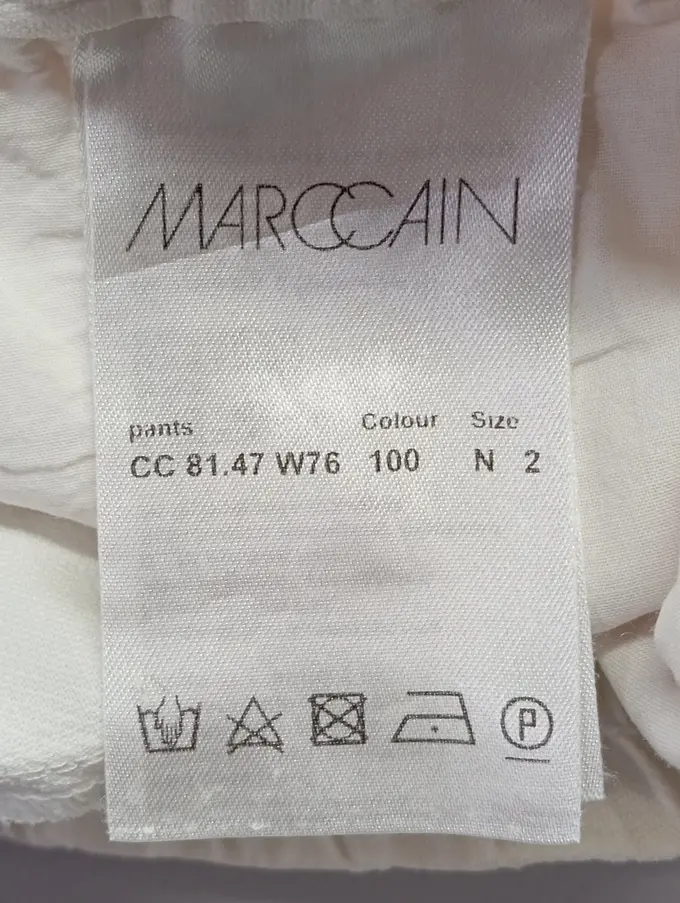 MARCCAIN
pants Colour Size
CC 81.47 W76 100 N 2
P